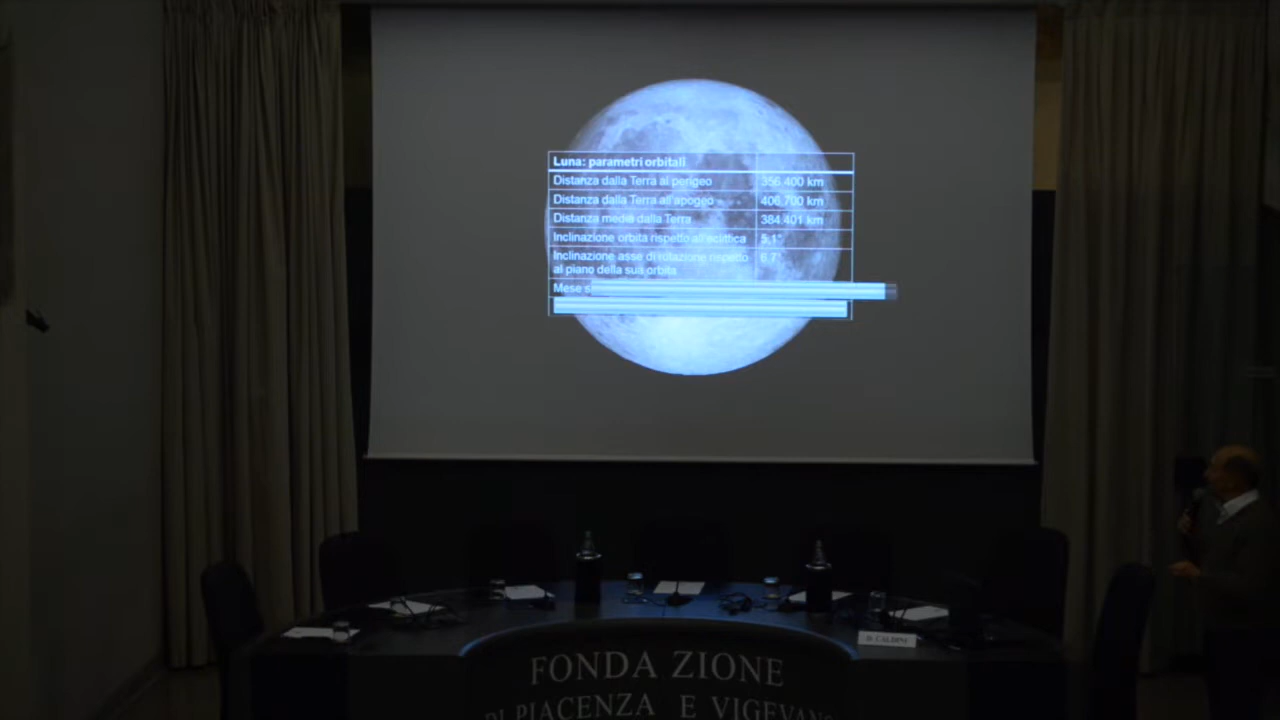 Luna: parametri orbitali
Distanza dalla Terra al perigeo 356.400 km
Distanza dalla Terra all'apogeo 406.700 km
Distanza media dalla Terra 384.401 km
Inclinazione orbita rispetto all'eclittica 5,1°
Inclinazione asse di rotazione rispetto 6,7°
al piano della sua orbita
Mese
D. CALDINI
FONDAZIONE
DI PIACENZA E VIGEVANO